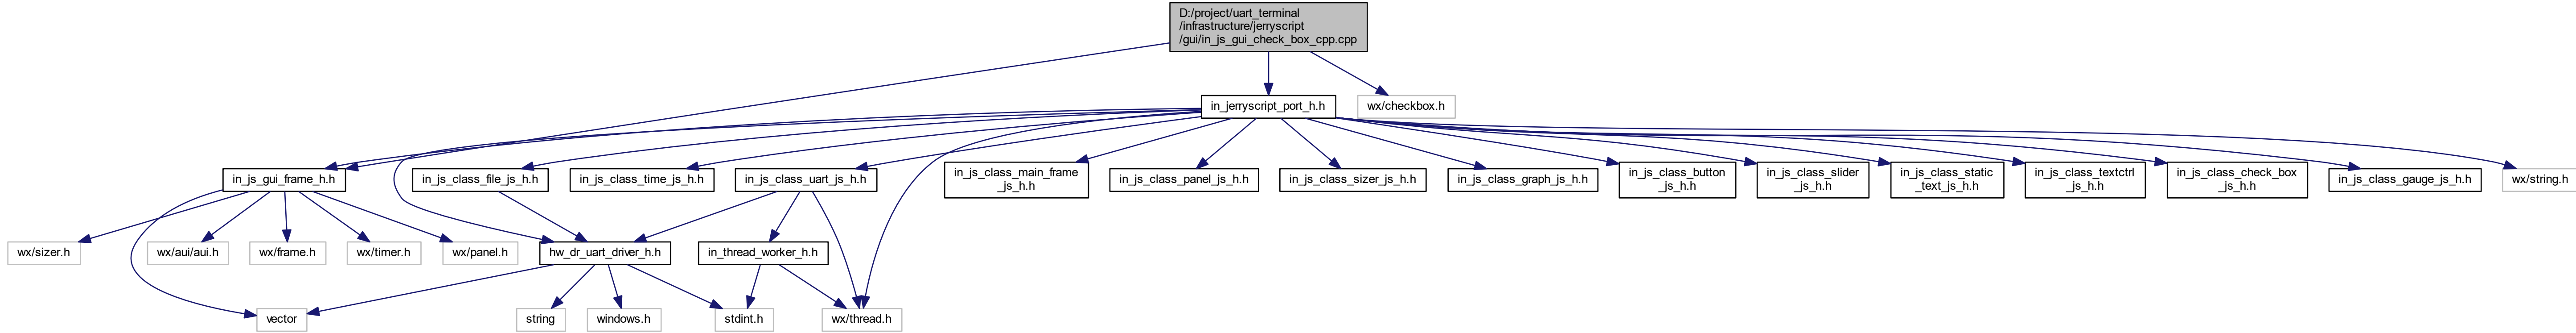 D:/project/uart_terminal
/infrastructure/jerryscript
/gui/in_js_gui_check_box_cpp.cpp
in_jerryscript_port_h.h
wx/checkbox.h
in_js_gui_frame_h.h
in_js_class_file_js_h.h
in_js_class_time_js_h.h
in_js_class_uart_js_h.h
in_js_class_main_frame
_js_h.h
in_js_class_panel_js_h.h
in_js_class_sizer_js_h.h
in_js_class_graph_js_h.h
in_js_class_button
_js_h.h
in_js_class_slider
_js_h.h
in_js_class_static
_text_js_h.h
in_js_class_textctrl
_js_h.h
in_js_class_check_box
_js_h.h
in_js_class_gauge_js_h.h
wx/string.h
wx/sizer.h
wx/aui/aui.h
wx/frame.h
wx/timer.h
wx/panel.h
hw_dr_uart_driver_h.h
in_thread_worker_h.h
vector
string
windows.h
stdint.h
wx/thread.h